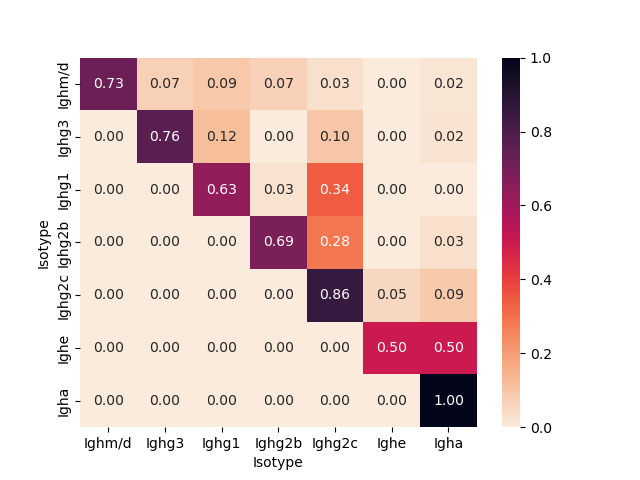 Ighm/d 0.73 0.07 0.09 0.07 0.03 0.00 0.02
Ighg3 0.00 0.76 0.12 0.00 0.10 0.00 0.02
Ighg1 0.00 0.00 0.63 0.03 0.34 0.00 0.00
Ighg2b 0.00 0.00 0.00 0.69 0.28 0.00 0.03
Ighg2c 0.00 0.00 0.00 0.00 0.86 0.05 0.09
Ighe 0.00 0.00 0.00 0.00 0.00 0.50 0.50
Igha 0.00 0.00 0.00 0.00 0.00 0.00 1.00
Isotype
Ighm/d Ighg3 Ighg1 Ighg2b Ighg2c Ighe Igha
Isotype
1.0
0.8
0.6
0.4
0.2
0.0